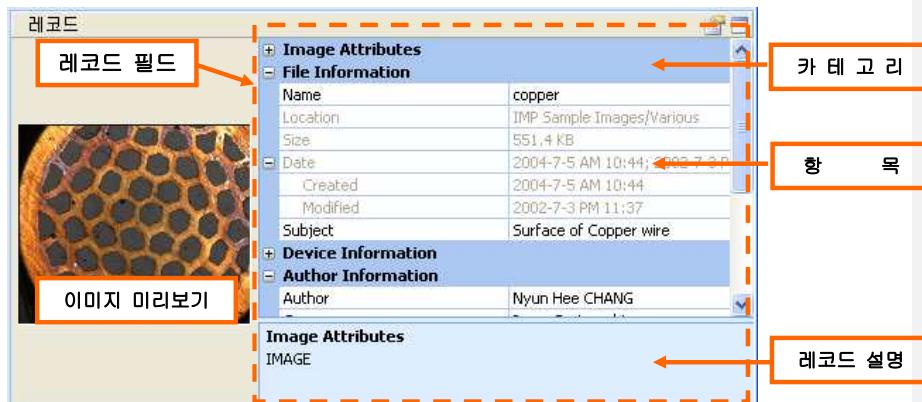 레코드
레코드 필드
Image Attributes
File Information
Name copper
Location IMP Sample Images/Various
Size 551.4 KB
Date 2004-7-5 AM 10:44; 2002-7-3 P
Created 2004-7-5 AM 10:44
Modified 2002-7-3 PM 11:37
Subject Surface of Copper wire
Device Information
Author Information
Author Nyun Hee CHANG
Image Attributes
IMAGE
이미지 미리보기
카 테 고 리
항 목
레코드 설명